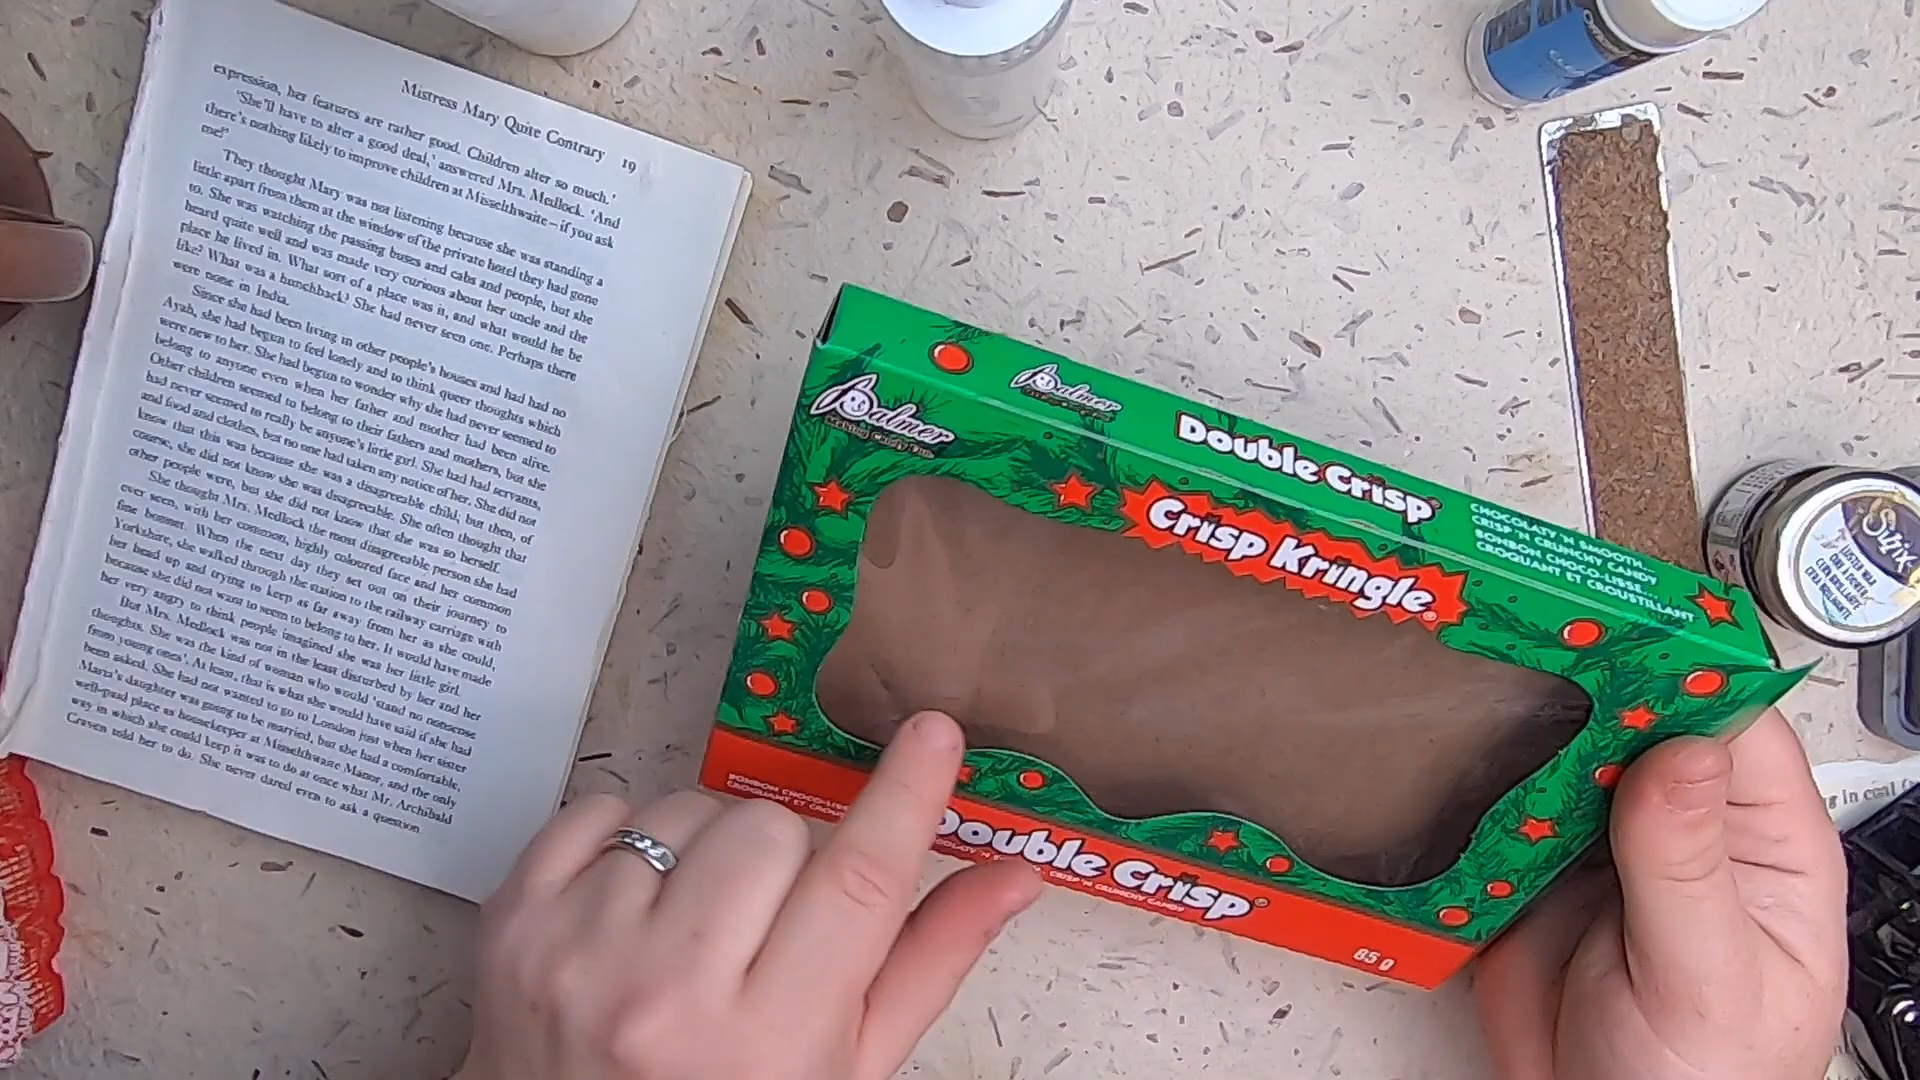 Mistress Mary Quite Contrary 19
expression, her features are rather good. Children alter so much.'
'She'll have to alter a good deal,' answered Mrs. Medlock. 'And
there's nothing likely to improve children at Misselthwaite–if you ask
me!'
They thought Mary was not listening because she was standing a
little apart from them at the window of the private hotel they had gone
to. She was watching the passing buses and cabs and people, but she
heard quite well and was made very curious about her uncle and the
place he lived in. What sort of a place was it, and what would he be
like? What was a hunchback? She had never seen one. Perhaps there
were none in India.
Since she had been living in other people's houses and had had no
Ayah, she had begun to feel lonely and to think queer thoughts which
were new to her. She had begun to wonder why she had never seemed to
belong to anyone even when her father and mother had been alive.
Other children seemed to belong to their fathers and mothers, but she
had never seemed to really be anyone's little girl. She had had servants,
and food and clothes, but no one had taken any notice of her. She did not
know that this was because she was a disagreeable child; but then, of
course, she did not know she was disagreeable. She often thought that
other people were, but she did not know that she was so herself.
She thought Mrs. Medlock the most disagreeable person she had
ever seen, with her common, highly coloured face and her common
fine bonnet. When the next day they set out on their journey to
Yorkshire, she walked through the station to the railway carriage with
her head up and trying to keep as far away from her as she could,
because she did not want to seem to belong to her. It would have made
her very angry to think people imagined she was her little girl.
But Mrs. Medlock was not in the least disturbed by her and her
thoughts. She was the kind of woman who would 'stand no nonsense
from young ones'. At least, that is what she would have said if she had
been asked. She had not wanted to go to London just when her sister
Maria's daughter was going to be married, but she had a comfortable,
well-paid place as housekeeper at Misselthwaite Manor, and the only
way in which she could keep it was to do at once what Mr. Archibald
Craven told her to do. She never dared even to ask a question
Palmer
Double Crisp®
CHOCOLATY 'N SMOOTH...
CRISP 'N CRUNCHY CANDY
BONBON CHOCO-LISSE...
CROQUANT ET CROUSTILLANT
Palmer
Making Candy Fun
Crisp Kringle®
BONBON CHOCO-LISSE
CROQUANT ET
Double Crisp®
CRISP 'N CRUNCHY CANDY
85 g
Sizzix
LUSTER WAX
in coal